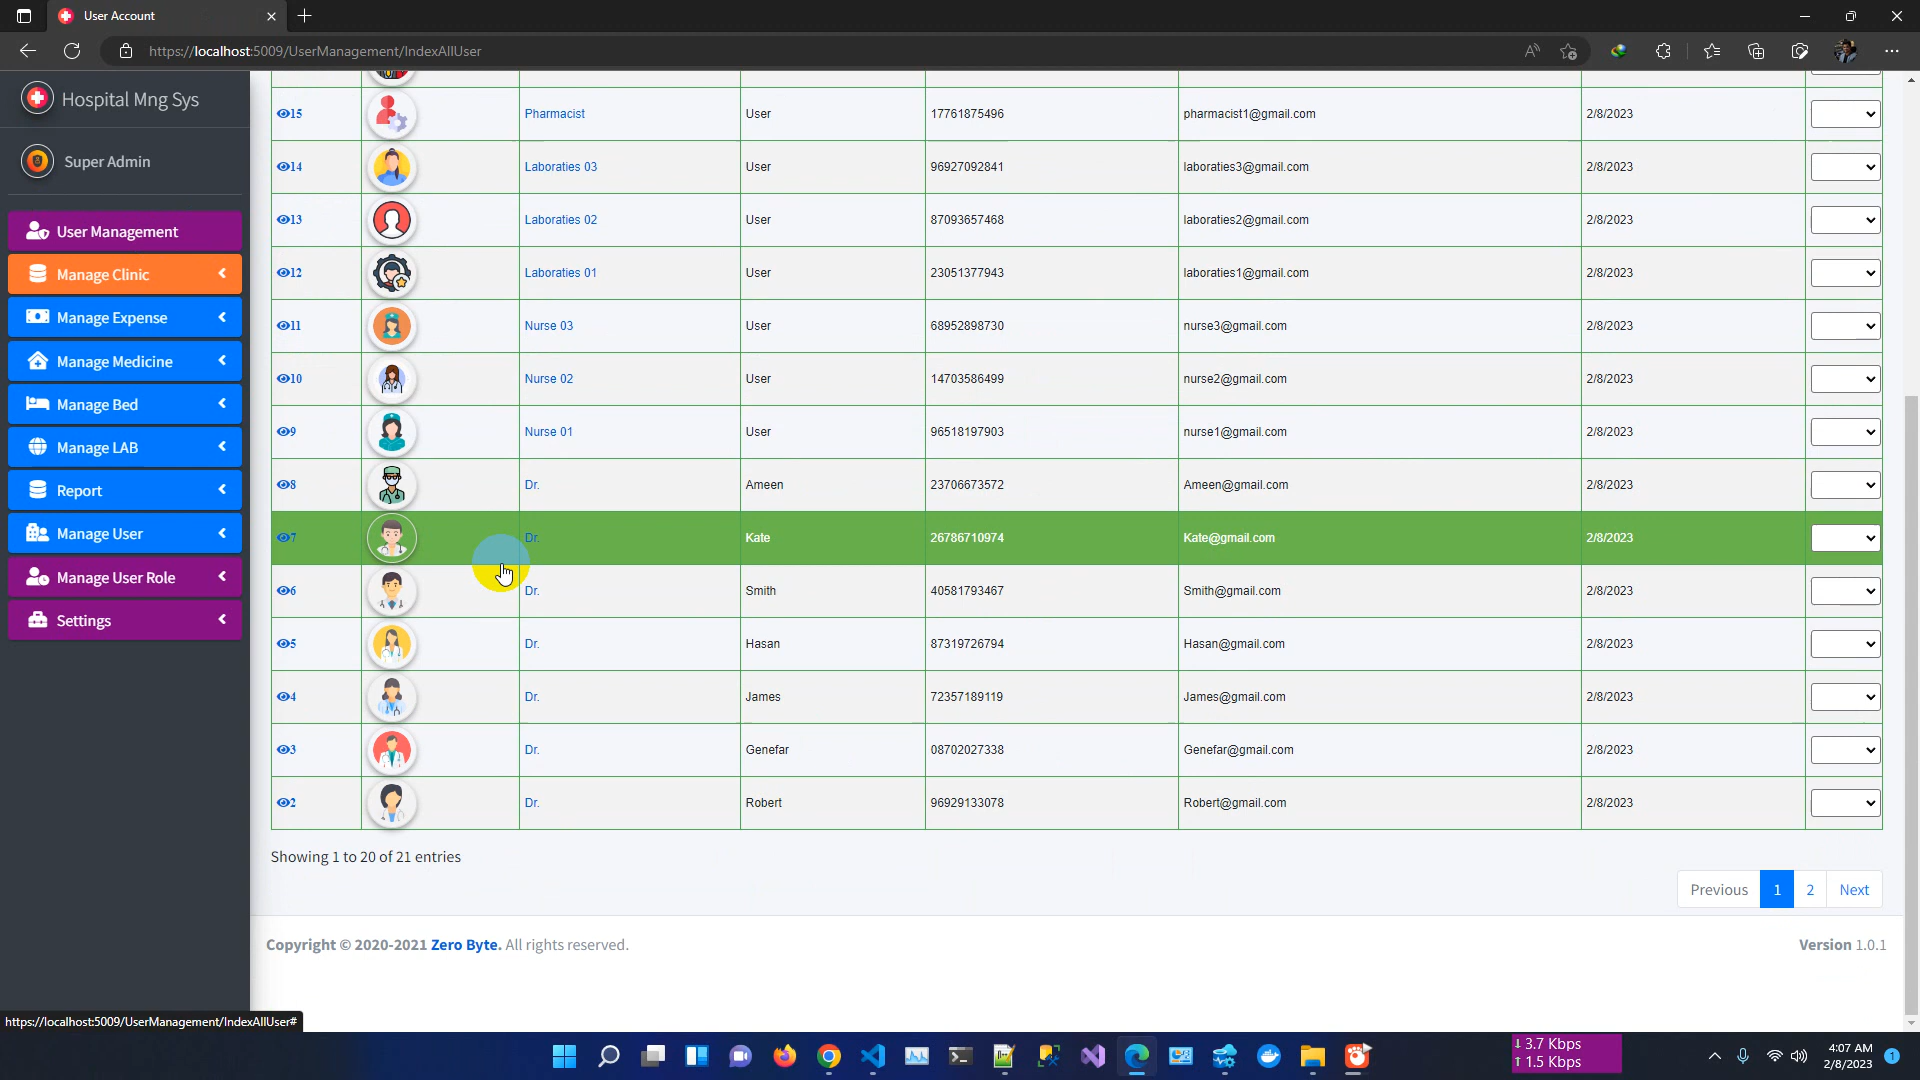 User Account
https://localhost:5009/UserManagement/IndexAllUser
Hospital Mng Sys
Super Admin
User Management
Manage Clinic
Manage Expense
Manage Medicine
Manage Bed
Manage LAB
Report
Manage User
Manage User Role
Settings
15 Pharmacist User 17761875496 pharmacist1@gmail.com 2/8/2023
14 Laboraties 03 User 96927092841 laboraties3@gmail.com 2/8/2023
13 Laboraties 02 User 87093657468 laboraties2@gmail.com 2/8/2023
12 Laboraties 01 User 23051377943 laboraties1@gmail.com 2/8/2023
11 Nurse 03 User 68952898730 nurse3@gmail.com 2/8/2023
10 Nurse 02 User 14703586499 nurse2@gmail.com 2/8/2023
9 Nurse 01 User 96518197903 nurse1@gmail.com 2/8/2023
8 Dr. Ameen 23706673572 Ameen@gmail.com 2/8/2023
7 Dr. Kate 26786710974 Kate@gmail.com 2/8/2023
6 Dr. Smith 40581793467 Smith@gmail.com 2/8/2023
5 Dr. Hasan 87319726794 Hasan@gmail.com 2/8/2023
4 Dr. James 72357189119 James@gmail.com 2/8/2023
3 Dr. Genefar 08702027338 Genefar@gmail.com 2/8/2023
2 Dr. Robert 96929133078 Robert@gmail.com 2/8/2023
Showing 1 to 20 of 21 entries
Previous 1 2 Next
Copyright © 2020-2021 Zero Byte. All rights reserved.
Version 1.0.1
https://localhost:5009/UserManagement/IndexAllUser#
↓ 3.7 Kbps
↑ 1.5 Kbps
4:07 AM
2/8/2023
1